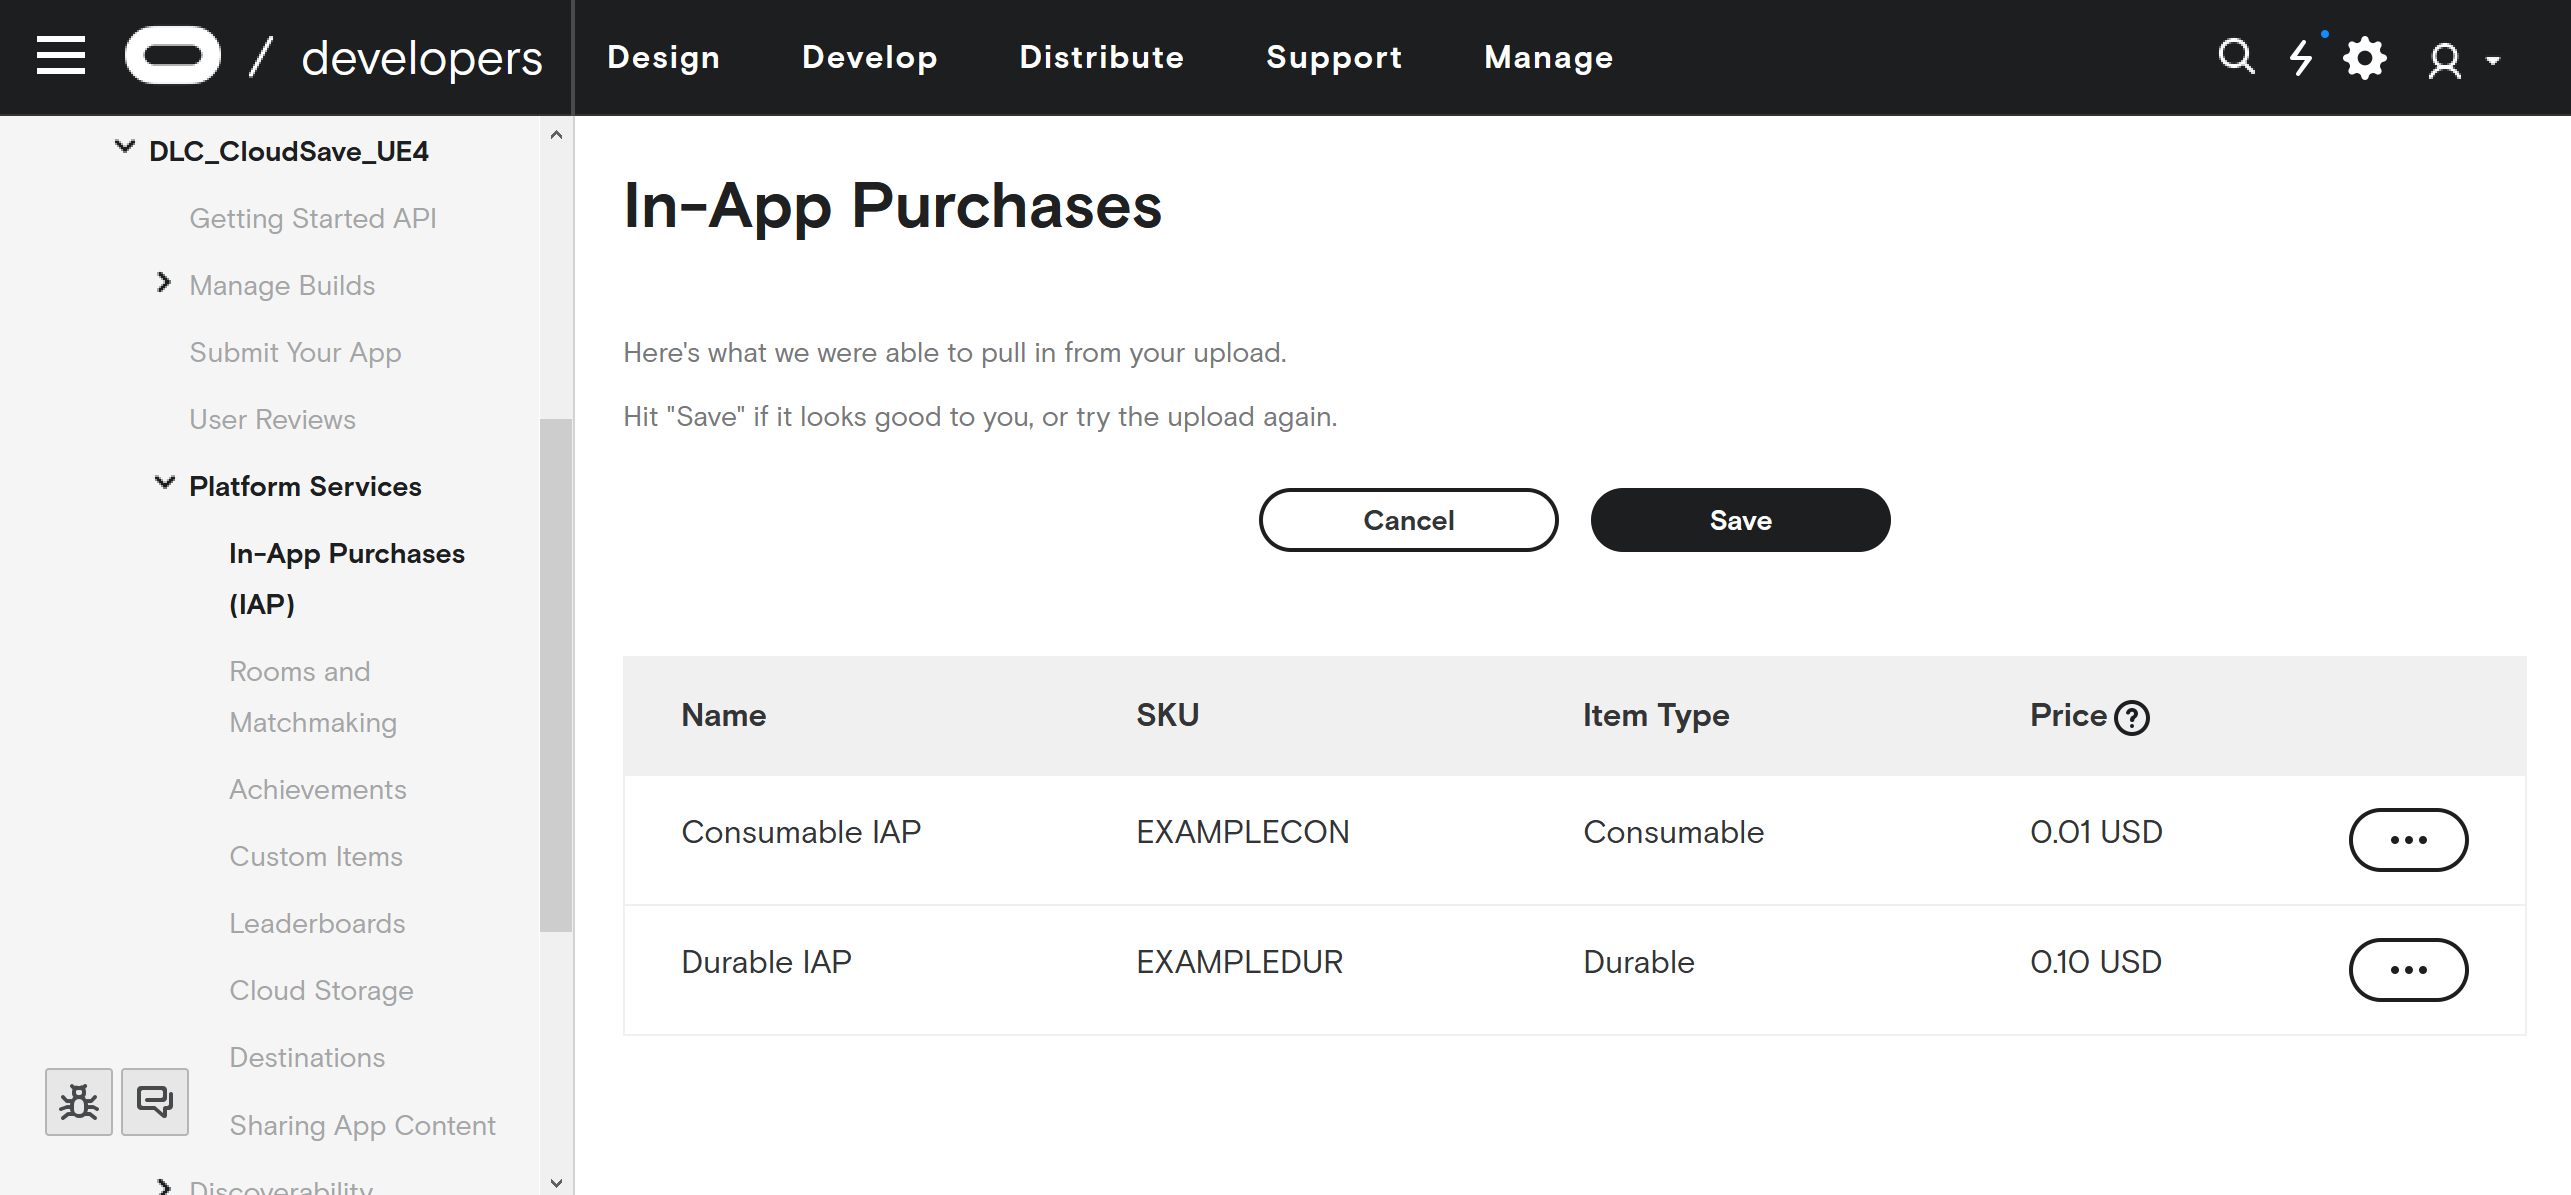 / developers
Design Develop Distribute Support Manage
DLC_CloudSave_UE4
Getting Started API
Manage Builds
Submit Your App
User Reviews
Platform Services
In-App Purchases
(IAP)
Rooms and
Matchmaking
Achievements
Custom Items
Leaderboards
Cloud Storage
Destinations
Sharing App Content
Discoverability
In-App Purchases
Here's what we were able to pull in from your upload.
Hit "Save" if it looks good to you, or try the upload again.
Cancel Save
Name SKU Item Type Price ?
Consumable IAP EXAMPLECON Consumable 0.01 USD
Durable IAP EXAMPLEDUR Durable 0.10 USD